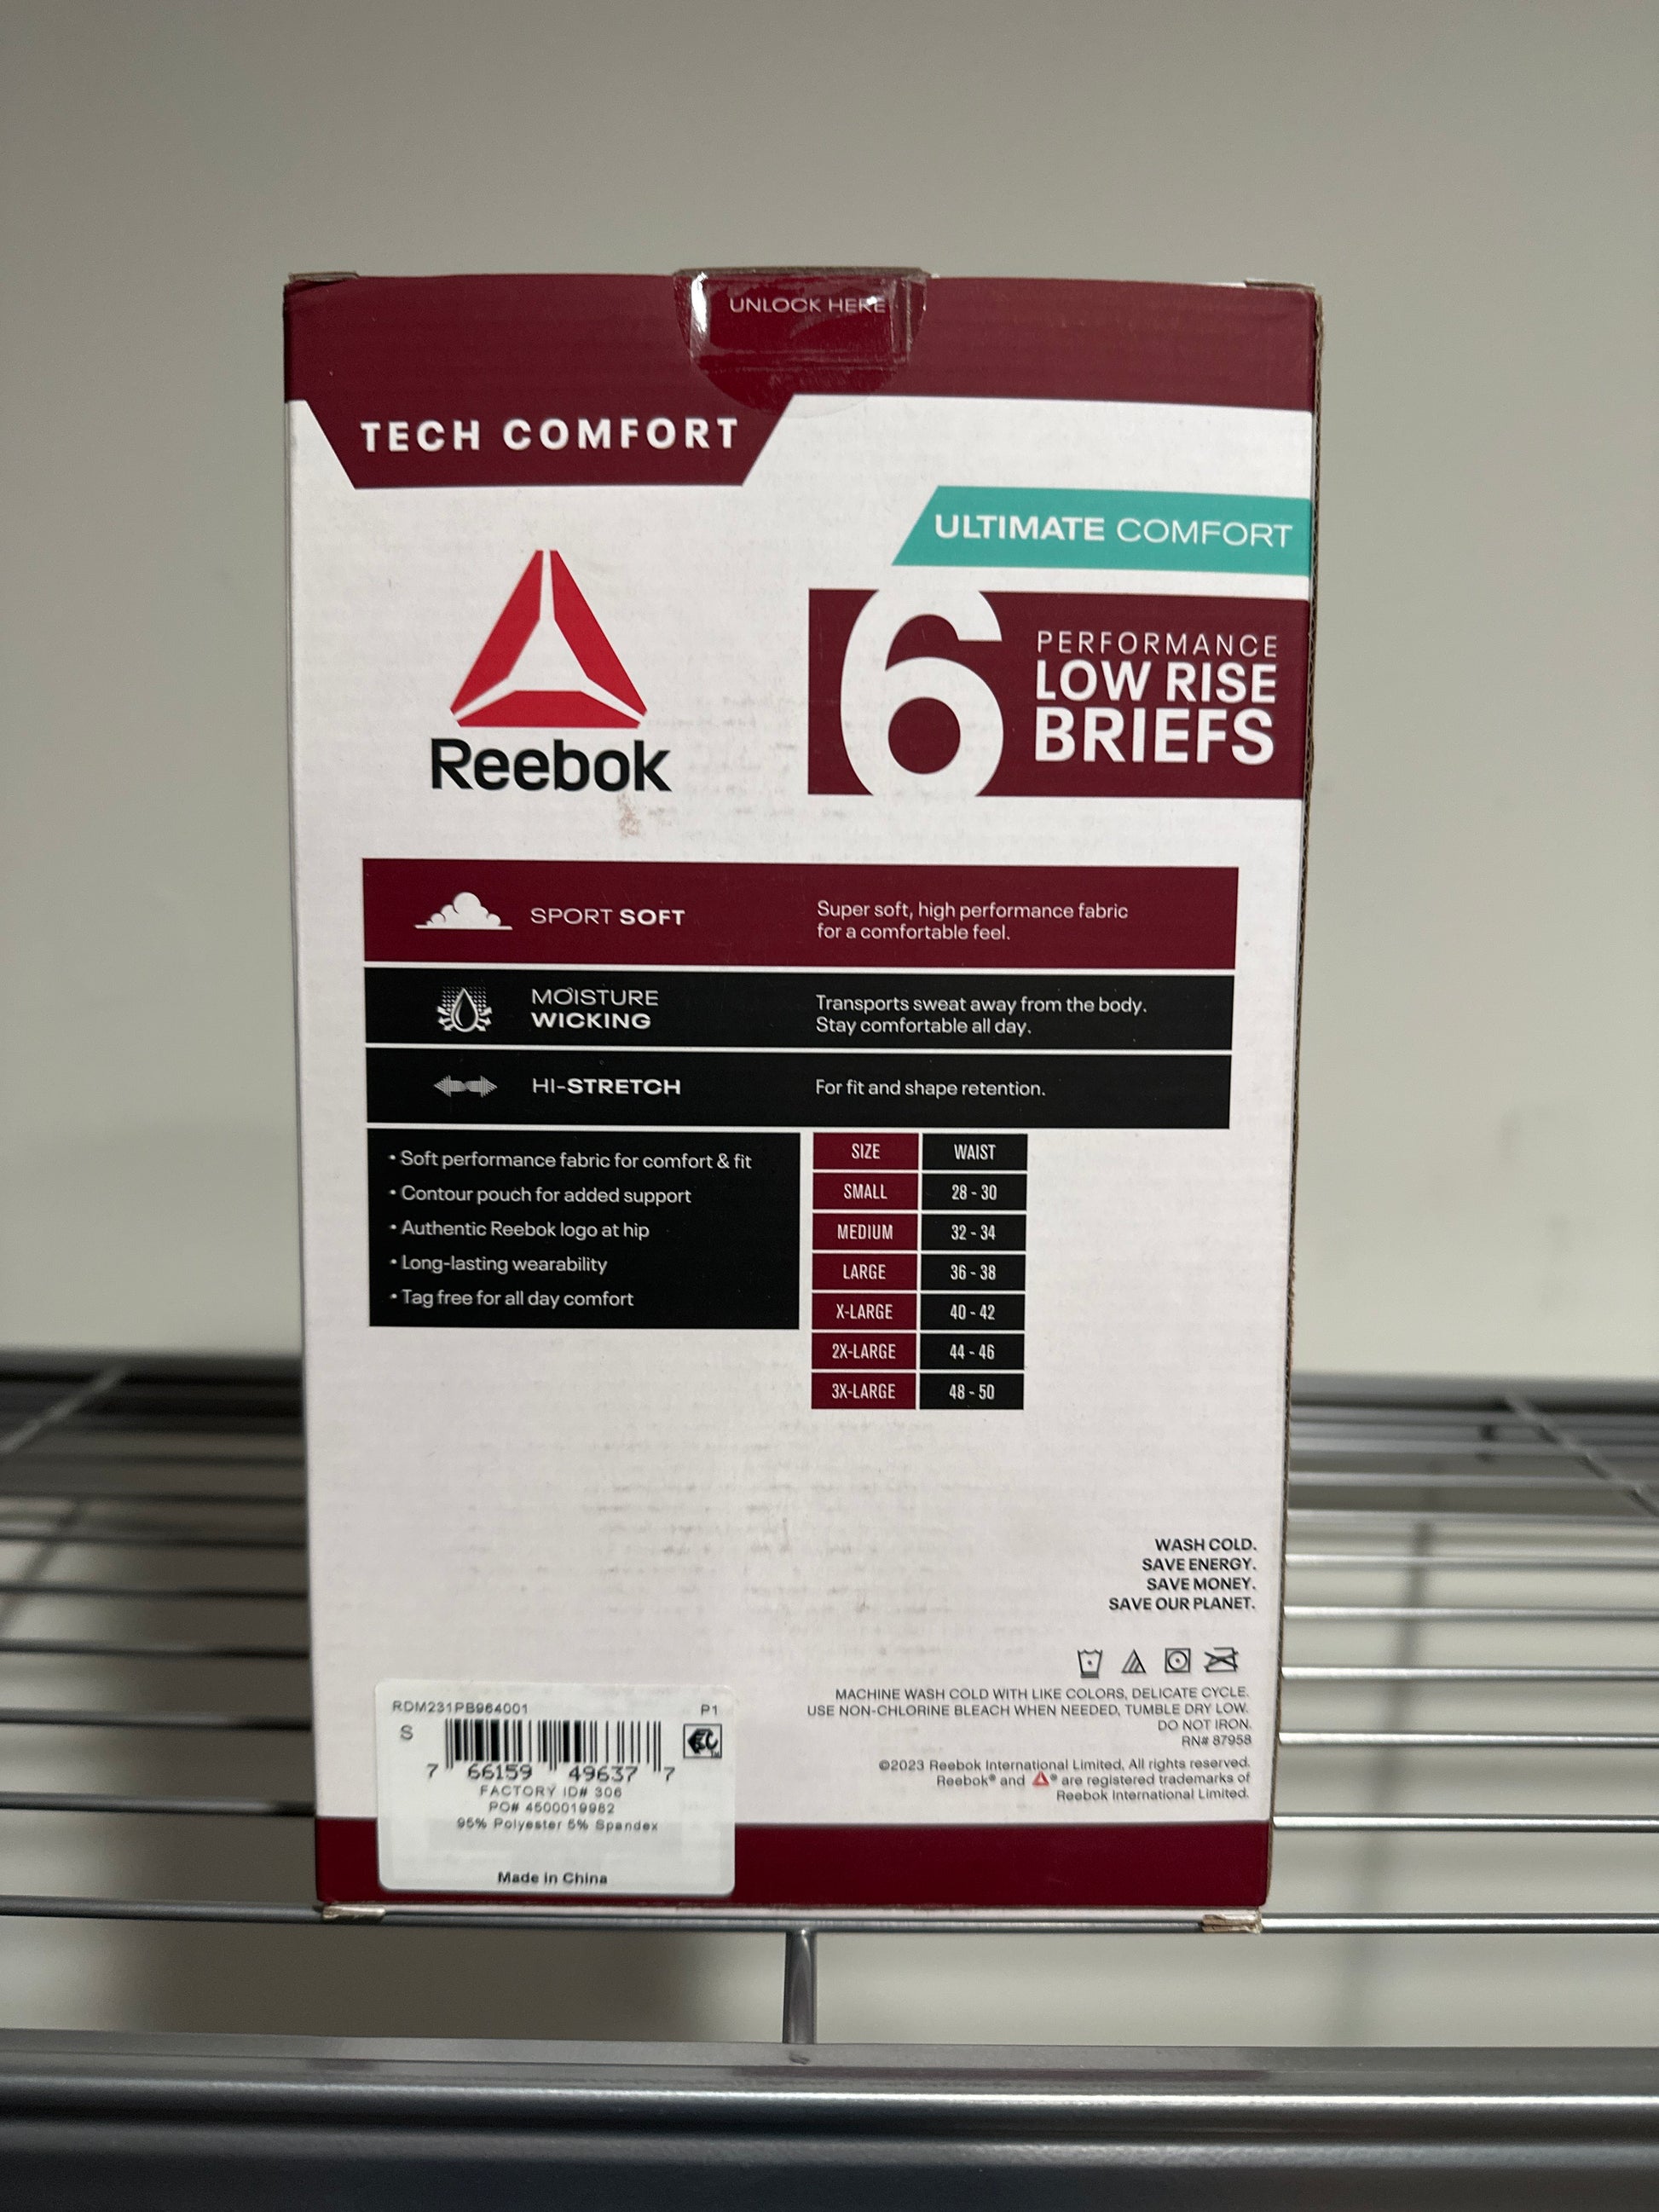 UNLOCK HERE
TECH COMFORT
ULTIMATE COMFORT
Reebok
6
PERFORMANCE
LOW RISE
BRIEFS
SPORT SOFT
Super soft, high performance fabric
for a comfortable feel.
MOISTURE
WICKING
Transports sweat away from the body.
Stay comfortable all day.
HI-STRETCH
For fit and shape retention.
• Soft performance fabric for comfort & fit
• Contour pouch for added support
• Authentic Reebok logo at hip
• Long-lasting wearability
• Tag free for all day comfort
SIZE WAIST
SMALL 28 - 30
MEDIUM 32 - 34
LARGE 36 - 38
X-LARGE 40 - 42
2X-LARGE 44 - 46
3X-LARGE 48 - 50
WASH COLD.
SAVE ENERGY.
SAVE MONEY.
SAVE OUR PLANET.
MACHINE WASH COLD WITH LIKE COLORS, DELICATE CYCLE.
USE NON-CHLORINE BLEACH WHEN NEEDED, TUMBLE DRY LOW.
DO NOT IRON.
RN# 87958
©2023 Reebok International Limited, All rights reserved.
Reebok® and ® are registered trademarks of
Reebok International Limited.
RDM231PB964001 P1
S
7 66159 49637 7
FACTORY ID# 306
PO# 4500019982
95% Polyester 5% Spandex
Made in China